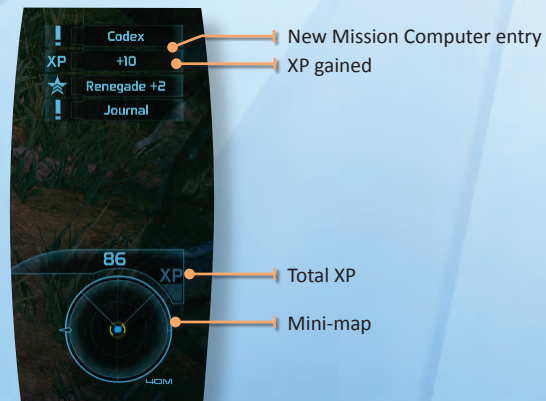 ! Codex
New Mission Computer entry
XP +10
XP gained
Renegade +2
! Journal
86
XP
Total XP
Mini-map
40M